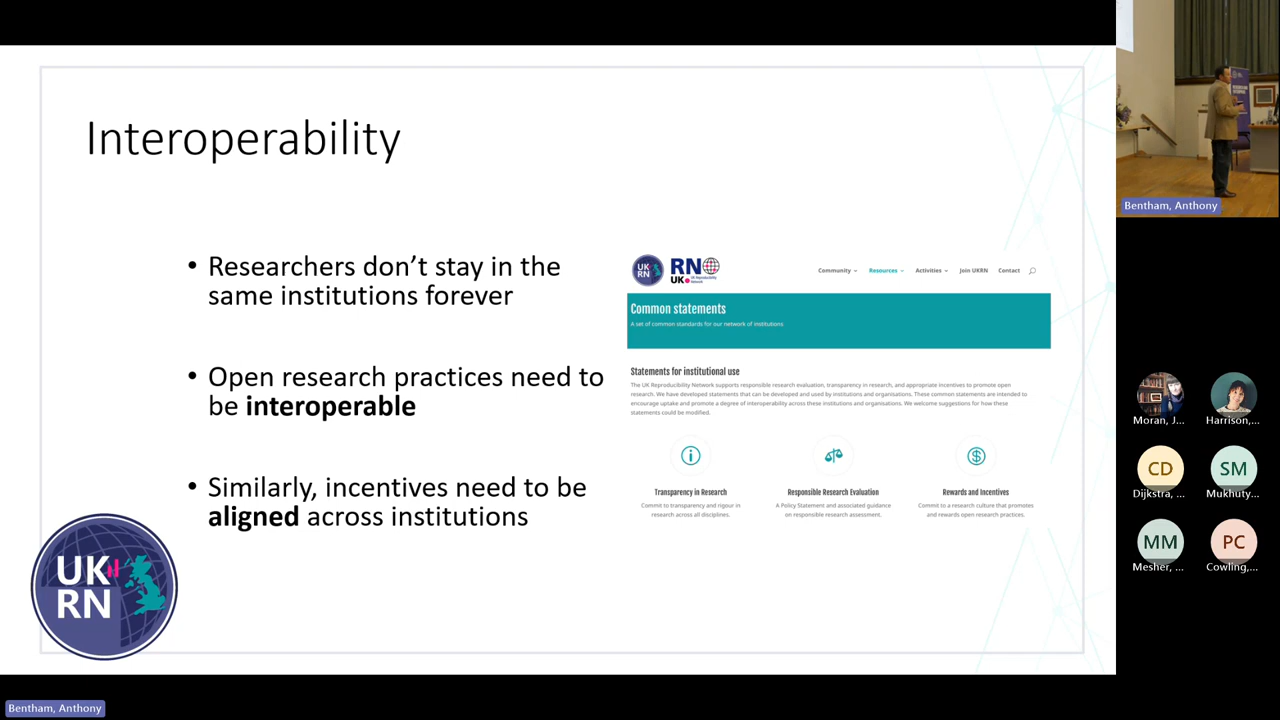 Interoperability
• Researchers don't stay in the
same institutions forever
• Open research practices need to
be interoperable
• Similarly, incentives need to be
aligned across institutions
UK
RN
UK
RN
RN
UK
UK Reproducibility
Network
Community
Resources
Activities
Join UKRN
Contact
Common statements
A set of common standards for our network of institutions
Statements for institutional use
The UK Reproducibility Network supports responsible research evaluation, transparency in research, and appropriate incentives to promote open
research. We have developed statements that can be developed and used by institutions and organisations. These common statements are intended to
encourage uptake and promote a degree of interoperability across these institutions and organisations. We welcome suggestions for how these
statements could be modified.
Transparency in Research
Commit to transparency and rigour in
research across all disciplines.
Responsible Research Evaluation
A Policy Statement and associated guidance
on responsible research assessment.
Rewards and Incentives
Commit to a research culture that promotes
and rewards open research practices.
Bentham, Anthony
Moran, J...
Harrison,...
CD
Dijkstra, ...
SM
Mukhuty...
MM
Mesher, ...
PC
Cowling,...
Bentham, Anthony